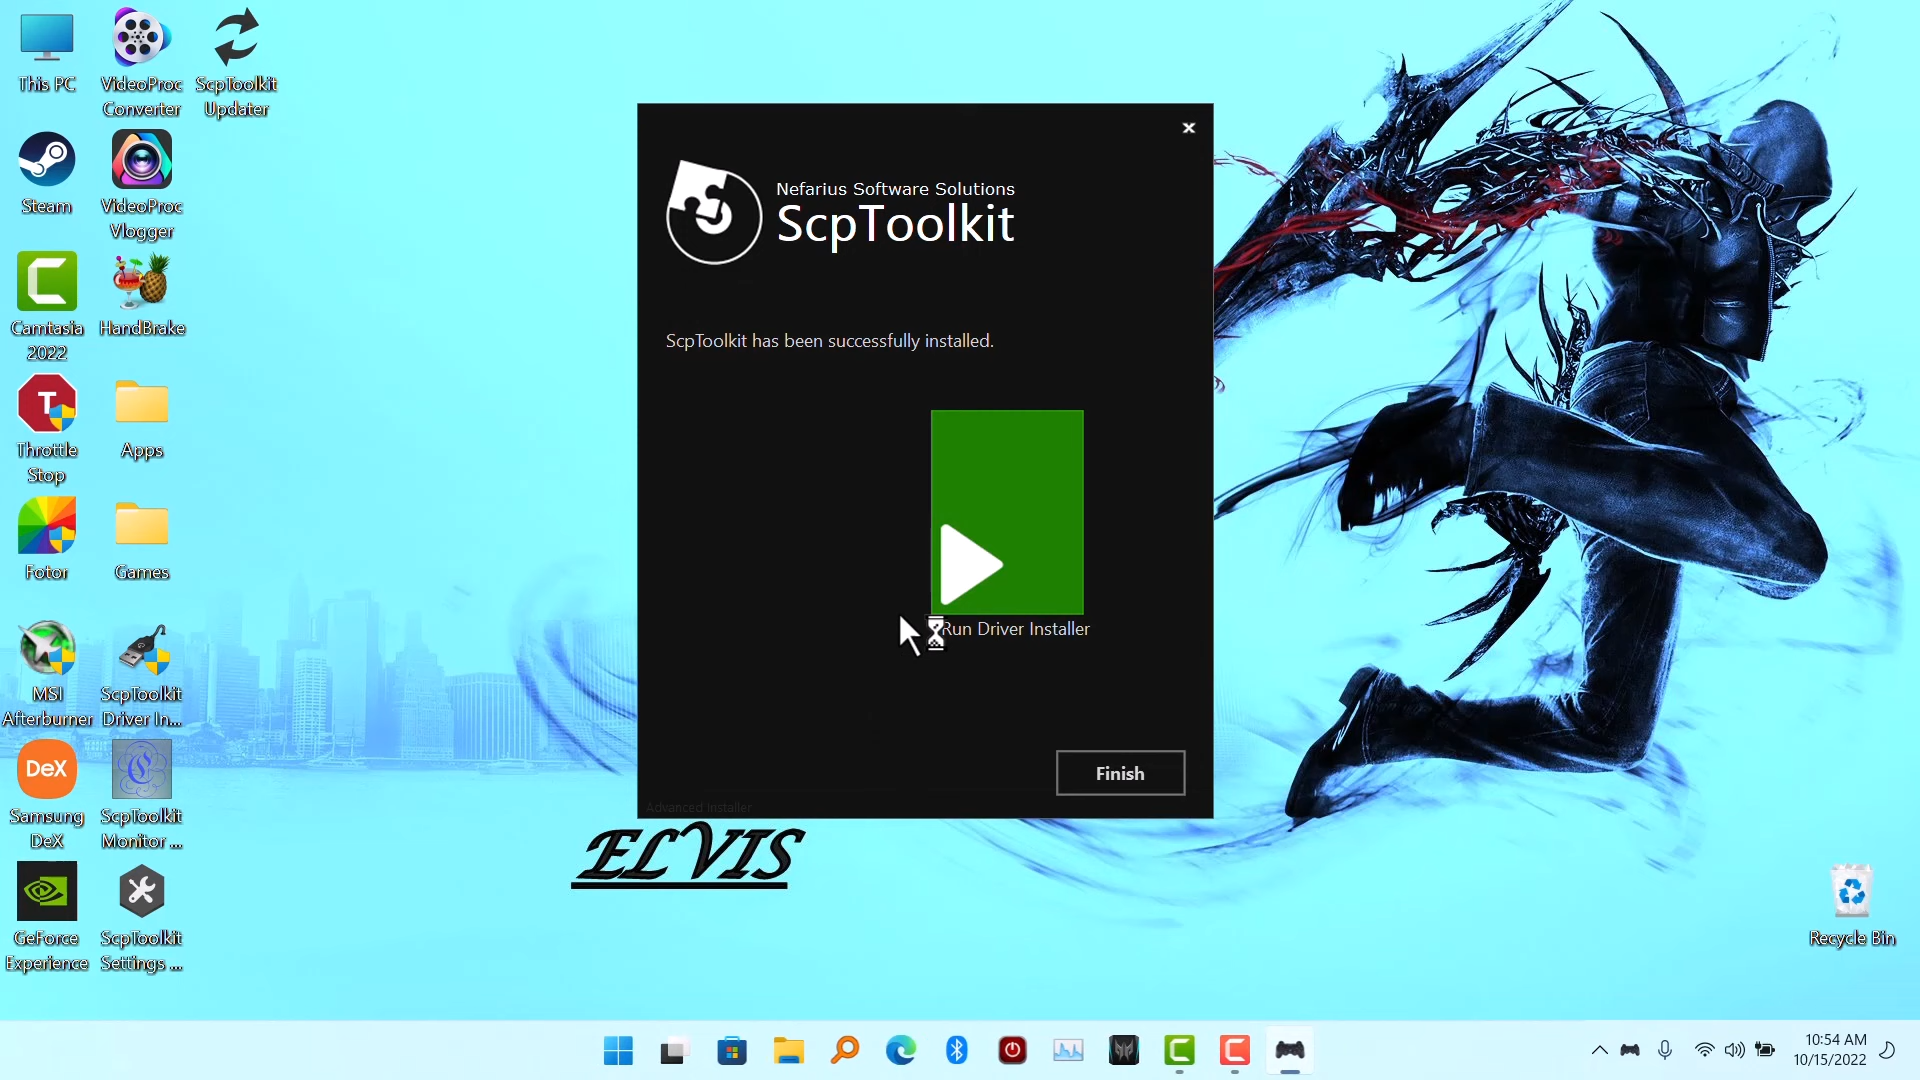 This PC
VideoProc
Converter
ScpToolkit
Updater
Steam
VideoProc
Vlogger
Camtasia
2022
HandBrake
Throttle
Stop
Apps
Fotor
Games
MSI
Afterburner
ScpToolkit
Driver In...
DeX
Samsung
DeX
ScpToolkit
Monitor ...
GeForce
Experience
ScpToolkit
Settings ...
Nefarius Software Solutions
ScpToolkit
ScpToolkit has been successfully installed.
Run Driver Installer
Finish
Advanced Installer
ELVIS
Recycle Bin
10:54 AM
10/15/2022